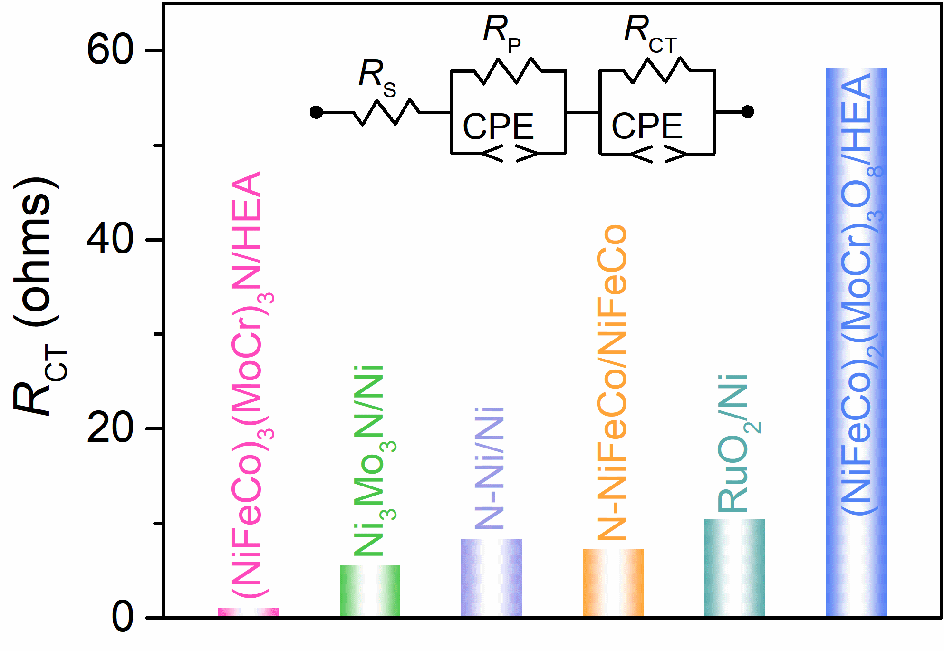 60
40
20
0
R_CT (ohms)
R_S
R_P
CPE
R_CT
CPE
(NiFeCo)₃(MoCr)₃N/HEA
Ni₃Mo₃N/Ni
N-Ni/Ni
N-NiFeCo/NiFeCo
RuO₂/Ni
(NiFeCo)₂(MoCr)₃O₈/HEA